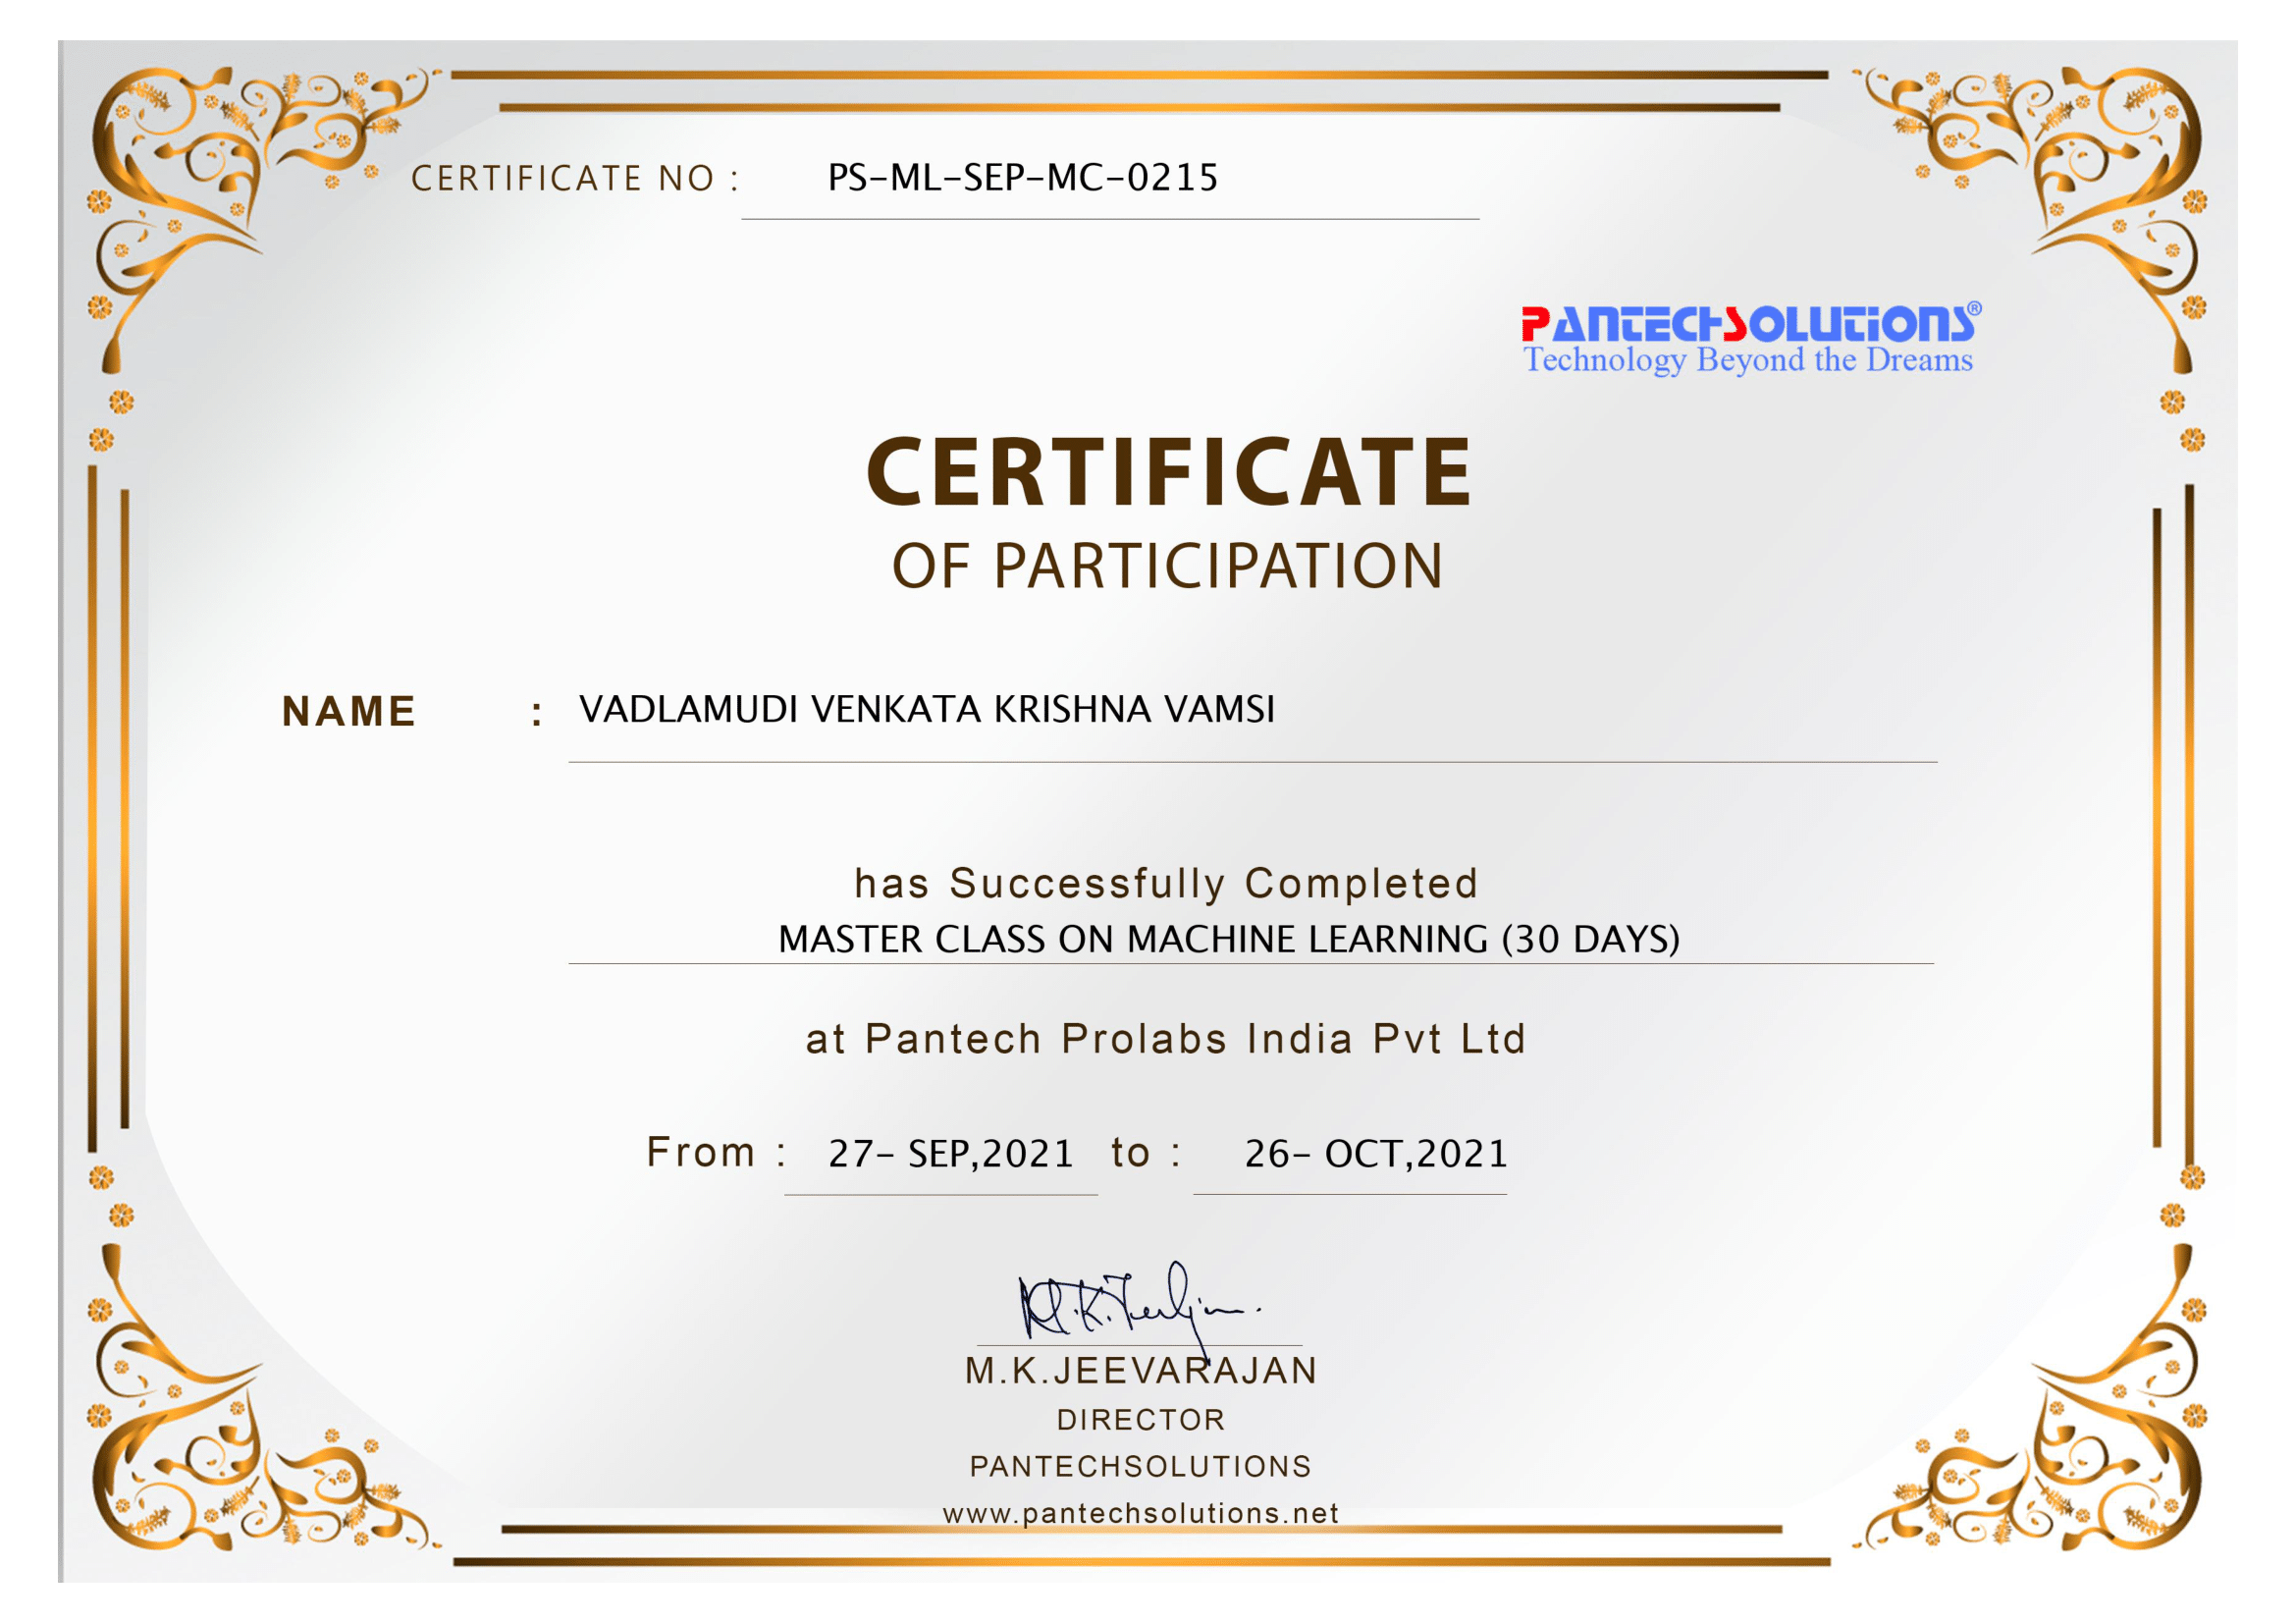 CERTIFICATE NO : PS-ML-SEP-MC-0215
PANTECHSOLUTIONS®
Technology Beyond the Dreams
CERTIFICATE
OF PARTICIPATION
NAME : VADLAMUDI VENKATA KRISHNA VAMSI
has Successfully Completed
MASTER CLASS ON MACHINE LEARNING (30 DAYS)
at Pantech Prolabs India Pvt Ltd
From : 27- SEP,2021 to : 26- OCT,2021
M.K.JEEVARAJAN
DIRECTOR
PANTECHSOLUTIONS
www.pantechsolutions.net